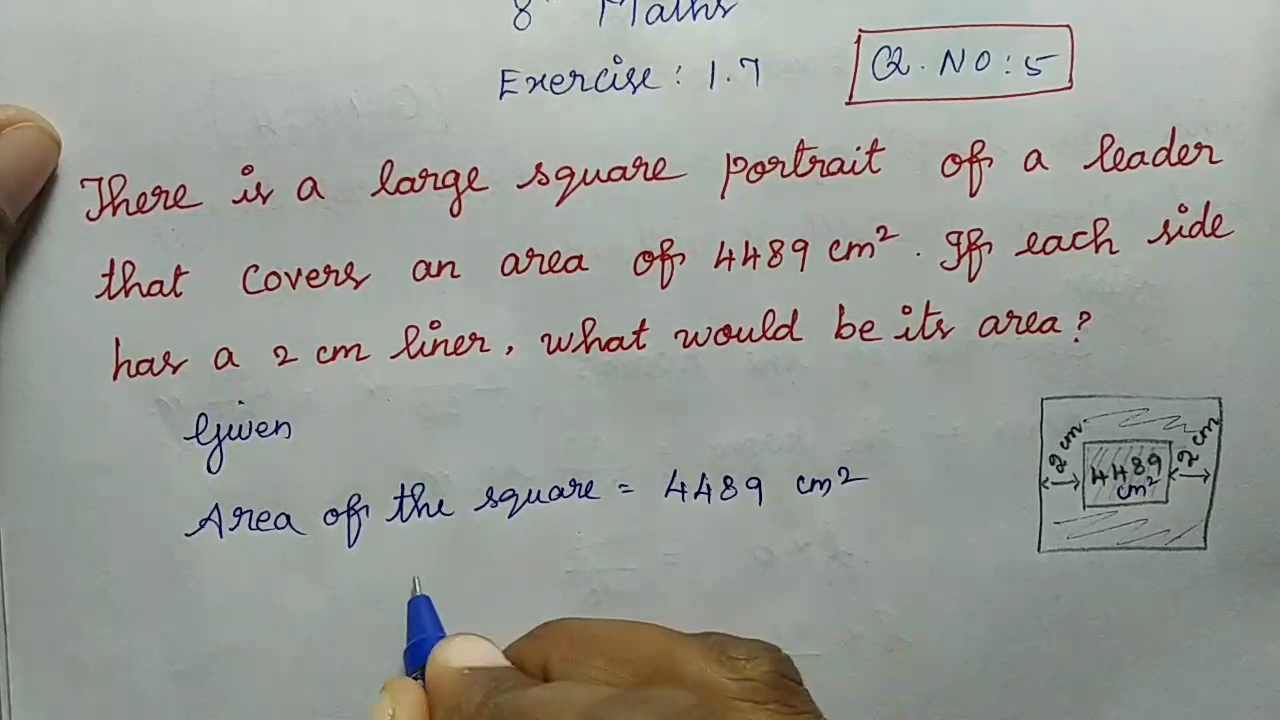 8th Maths
Exercise: 1.7
Q.NO:5
There is a large square portrait of a leader
that covers an area of 4489 cm². If each side
has a 2 cm liner, what would be its area?
Given
Area of the square = 4489 cm²
2 cm
4489
cm²
2 cm